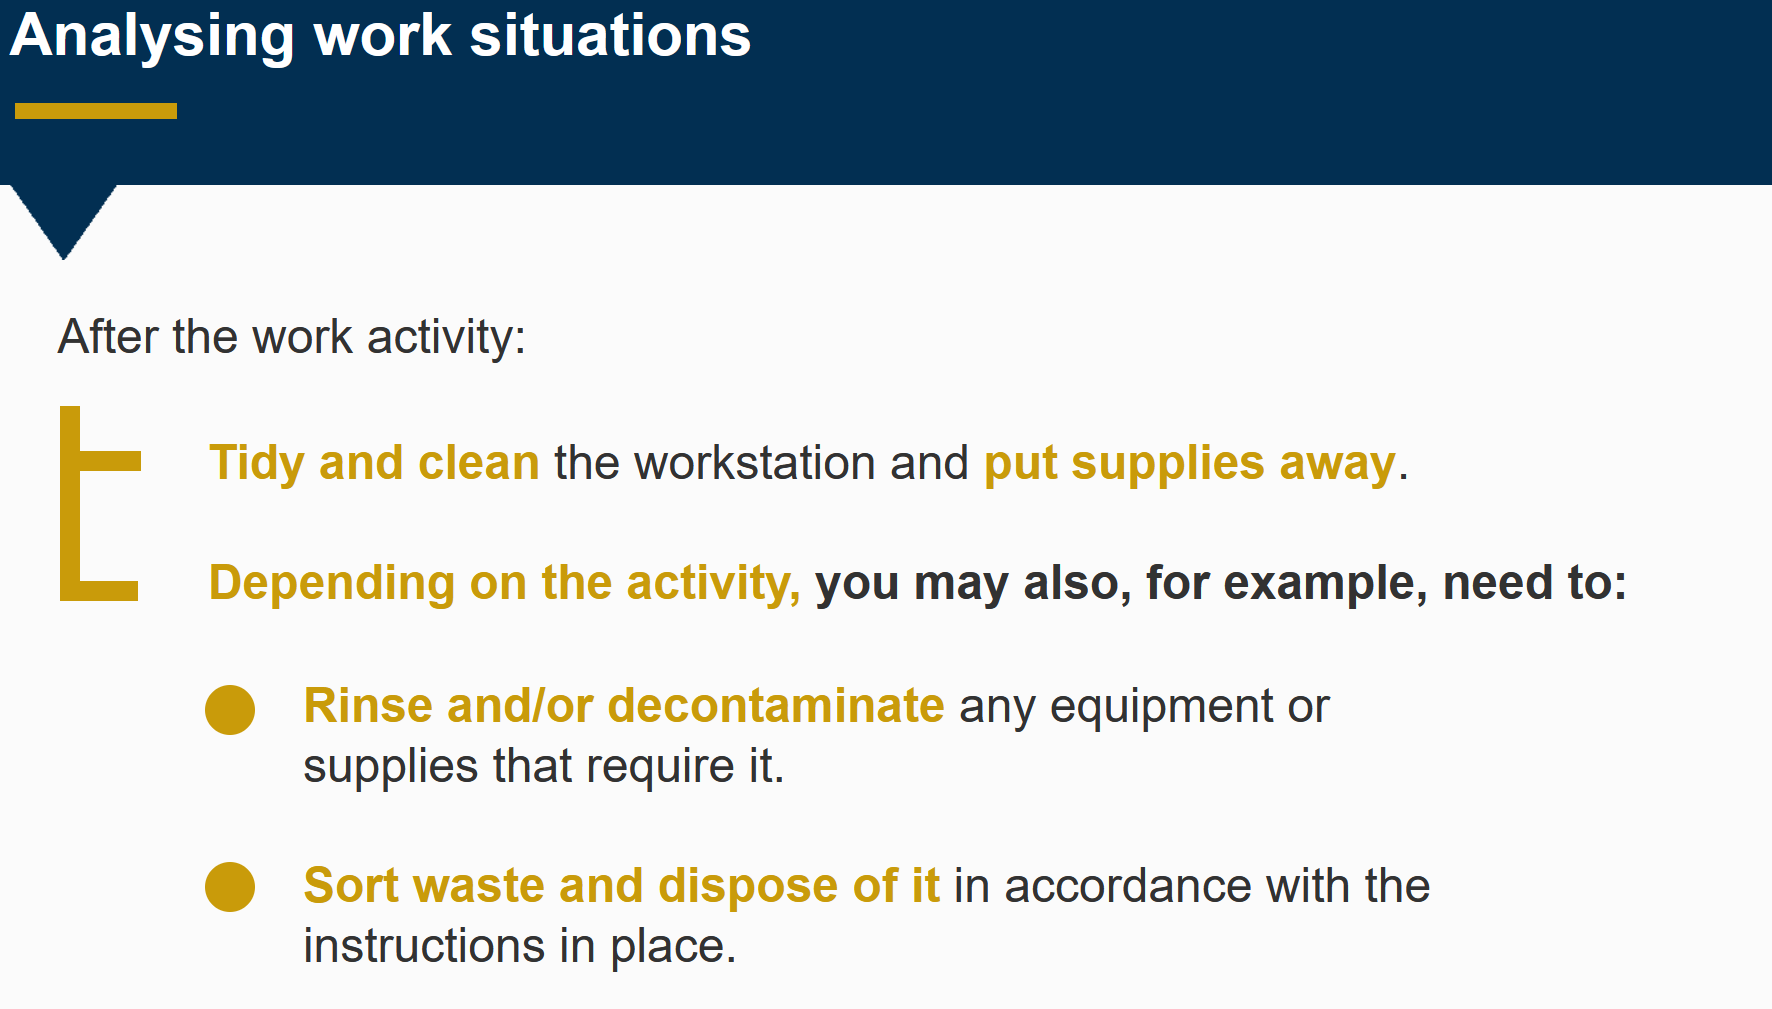 Analysing work situations
After the work activity:
Tidy and clean the workstation and put supplies away.
Depending on the activity, you may also, for example, need to:
Rinse and/or decontaminate any equipment or
supplies that require it.
Sort waste and dispose of it in accordance with the
instructions in place.